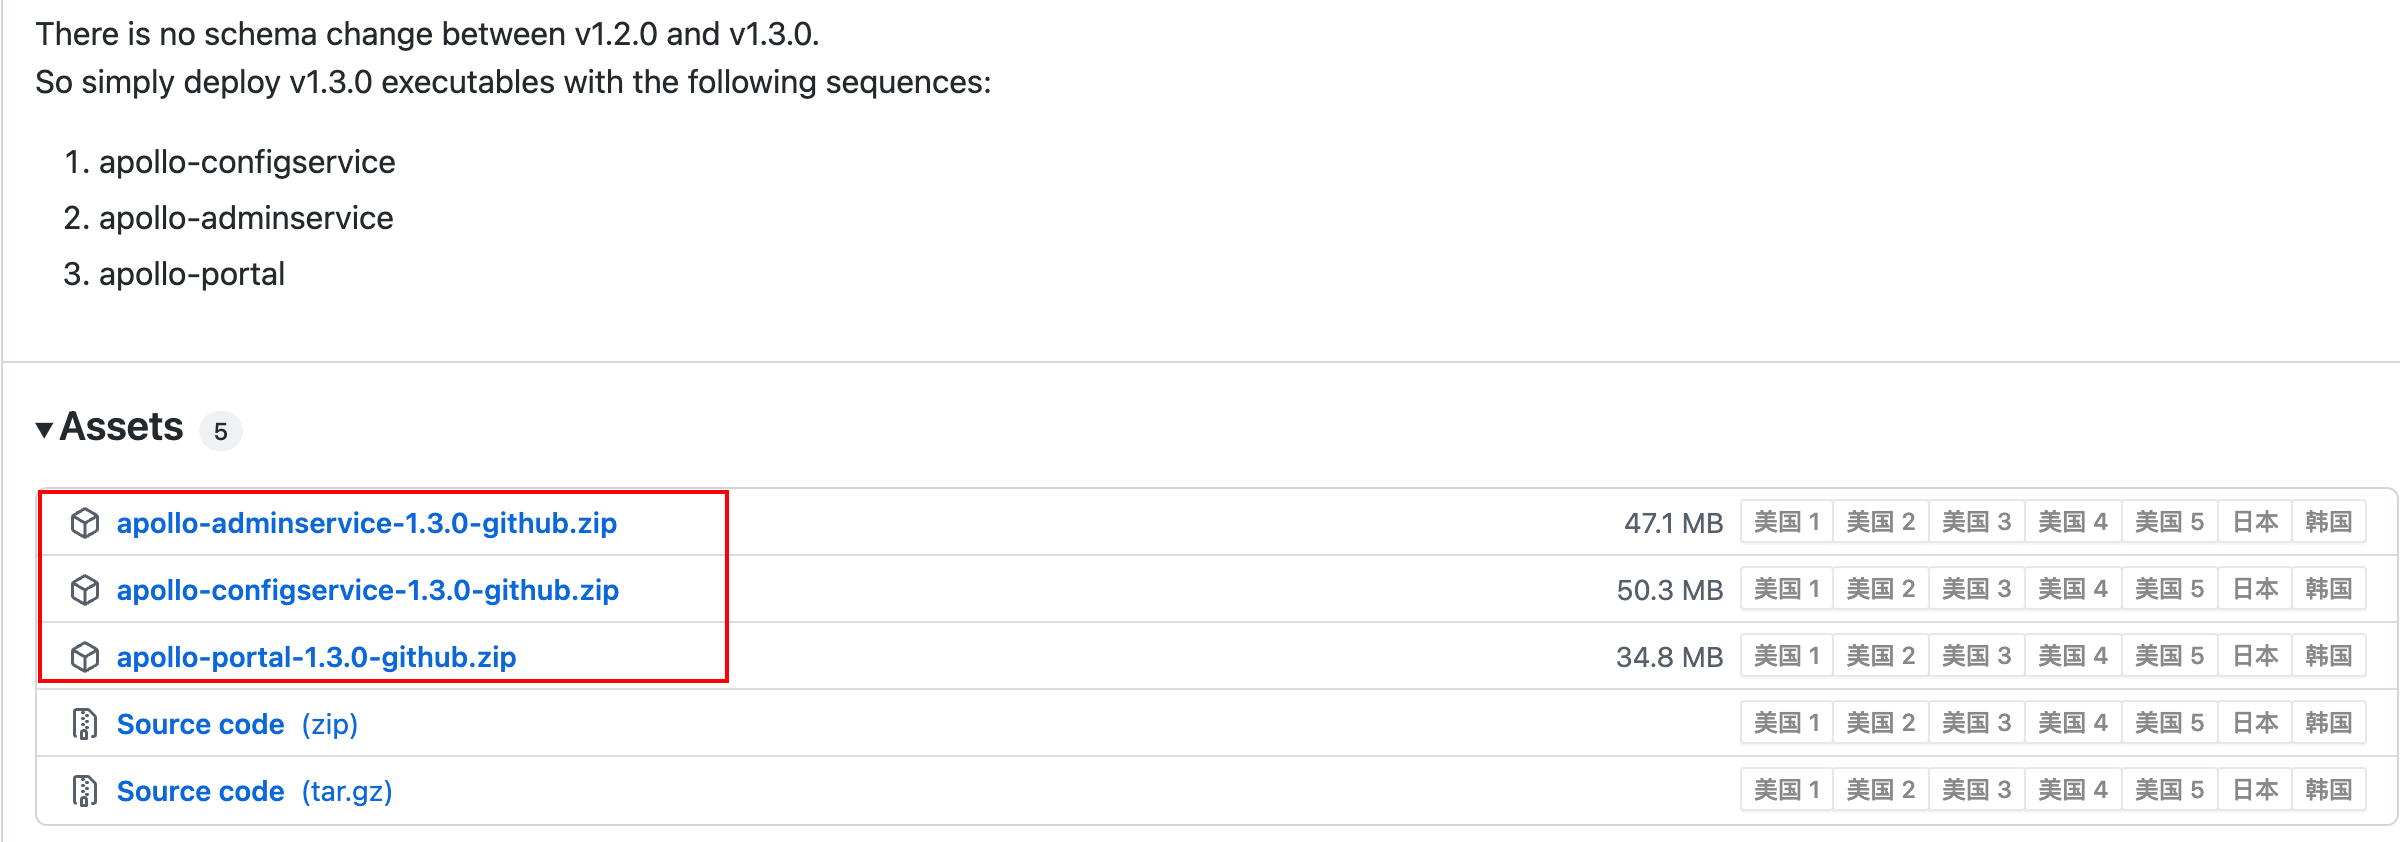 There is no schema change between v1.2.0 and v1.3.0.
So simply deploy v1.3.0 executables with the following sequences:
1. apollo-configservice
2. apollo-adminservice
3. apollo-portal
Assets 5
apollo-adminservice-1.3.0-github.zip 47.1 MB 美国 1 美国 2 美国 3 美国 4 美国 5 日本 韩国
apollo-configservice-1.3.0-github.zip 50.3 MB 美国 1 美国 2 美国 3 美国 4 美国 5 日本 韩国
apollo-portal-1.3.0-github.zip 34.8 MB 美国 1 美国 2 美国 3 美国 4 美国 5 日本 韩国
Source code (zip) 美国 1 美国 2 美国 3 美国 4 美国 5 日本 韩国
Source code (tar.gz) 美国 1 美国 2 美国 3 美国 4 美国 5 日本 韩国